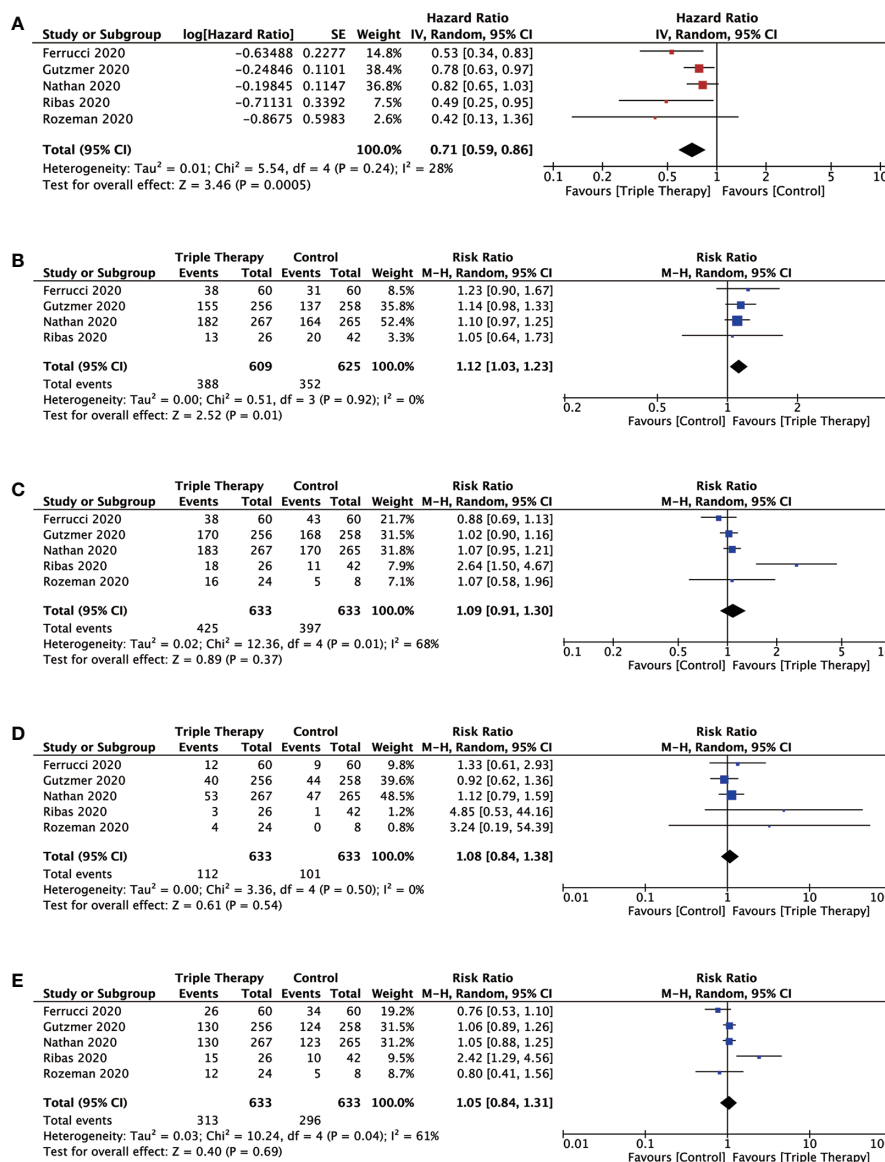 A
Hazard Ratio Hazard Ratio
Study or Subgroup log[Hazard Ratio] SE Weight IV, Random, 95% CI IV, Random, 95% CI
Ferrucci 2020 −0.63488 0.2277 14.8% 0.53 [0.34, 0.83]
Gutzmer 2020 −0.24846 0.1101 38.4% 0.78 [0.63, 0.97]
Nathan 2020 −0.19845 0.1147 36.8% 0.82 [0.65, 1.03]
Ribas 2020 −0.71131 0.3392 7.5% 0.49 [0.25, 0.95]
Rozeman 2020 −0.8675 0.5983 2.6% 0.42 [0.13, 1.36]
Total (95% CI) 100.0% 0.71 [0.59, 0.86]
Heterogeneity: Tau² = 0.01; Chi² = 5.54, df = 4 (P = 0.24); I² = 28%
Test for overall effect: Z = 3.46 (P = 0.0005)
0.1 0.2 0.5 1 2 5 10
Favours [Triple Therapy] Favours [Control]
B
Triple Therapy Control Risk Ratio Risk Ratio
Study or Subgroup Events Total Events Total Weight M-H, Random, 95% CI M-H, Random, 95% CI
Ferrucci 2020 38 60 31 60 8.5% 1.23 [0.90, 1.67]
Gutzmer 2020 155 256 137 258 35.8% 1.14 [0.98, 1.33]
Nathan 2020 182 267 164 265 52.4% 1.10 [0.97, 1.25]
Ribas 2020 13 26 20 42 3.3% 1.05 [0.64, 1.73]
Total (95% CI) 609 625 100.0% 1.12 [1.03, 1.23]
Total events 388 352
Heterogeneity: Tau² = 0.00; Chi² = 0.51, df = 3 (P = 0.92); I² = 0%
Test for overall effect: Z = 2.52 (P = 0.01)
0.2 0.5 1 2
Favours [Control] Favours [Triple Therapy]
C
Triple Therapy Control Risk Ratio Risk Ratio
Study or Subgroup Events Total Events Total Weight M-H, Random, 95% CI M-H, Random, 95% CI
Ferrucci 2020 38 60 43 60 21.7% 0.88 [0.69, 1.13]
Gutzmer 2020 170 256 168 258 31.5% 1.02 [0.90, 1.16]
Nathan 2020 183 267 170 265 31.8% 1.07 [0.95, 1.21]
Ribas 2020 18 26 11 42 7.9% 2.64 [1.50, 4.67]
Rozeman 2020 16 24 5 8 7.1% 1.07 [0.58, 1.96]
Total (95% CI) 633 633 100.0% 1.09 [0.91, 1.30]
Total events 425 397
Heterogeneity: Tau² = 0.02; Chi² = 12.36, df = 4 (P = 0.01); I² = 68%
Test for overall effect: Z = 0.89 (P = 0.37)
0.1 0.2 0.5 1 2 5
Favours [Control] Favours [Triple Therapy]
D
Triple Therapy Control Risk Ratio Risk Ratio
Study or Subgroup Events Total Events Total Weight M-H, Random, 95% CI M-H, Random, 95% CI
Ferrucci 2020 12 60 9 60 9.8% 1.33 [0.61, 2.93]
Gutzmer 2020 40 256 44 258 39.6% 0.92 [0.62, 1.36]
Nathan 2020 53 267 47 265 48.5% 1.12 [0.79, 1.59]
Ribas 2020 3 26 1 42 1.2% 4.85 [0.53, 44.16]
Rozeman 2020 4 24 0 8 0.8% 3.24 [0.19, 54.39]
Total (95% CI) 633 633 100.0% 1.08 [0.84, 1.38]
Total events 112 101
Heterogeneity: Tau² = 0.00; Chi² = 3.36, df = 4 (P = 0.50); I² = 0%
Test for overall effect: Z = 0.61 (P = 0.54)
0.01 0.1 1 10
Favours [Control] Favours [Triple Therapy]
E
Triple Therapy Control Risk Ratio Risk Ratio
Study or Subgroup Events Total Events Total Weight M-H, Random, 95% CI M-H, Random, 95% CI
Ferrucci 2020 26 60 34 60 19.2% 0.76 [0.53, 1.10]
Gutzmer 2020 130 256 124 258 31.5% 1.06 [0.89, 1.26]
Nathan 2020 130 267 123 265 31.2% 1.05 [0.88, 1.25]
Ribas 2020 15 26 10 42 9.5% 2.42 [1.29, 4.56]
Rozeman 2020 12 24 5 8 8.7% 0.80 [0.41, 1.56]
Total (95% CI) 633 633 100.0% 1.05 [0.84, 1.31]
Total events 313 296
Heterogeneity: Tau² = 0.03; Chi² = 10.24, df = 4 (P = 0.04); I² = 61%
Test for overall effect: Z = 0.40 (P = 0.69)
0.01 0.1 1 10
Favours [Control] Favours [Triple Therapy]